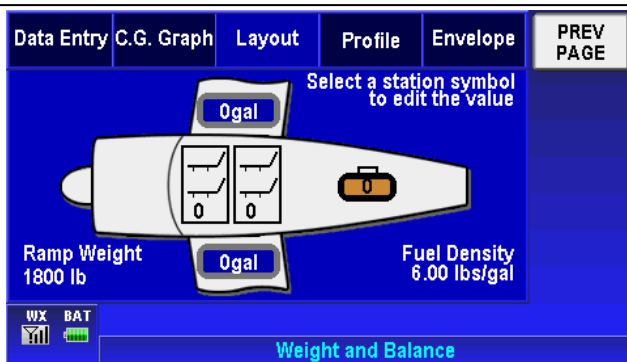 Data Entry
C.G. Graph
Layout
Profile
Envelope
PREV
PAGE
Select a station symbol
to edit the value
0gal
0
0
0
0gal
Ramp Weight
1800 lb
Fuel Density
6.00 lbs/gal
WX
BAT
Weight and Balance